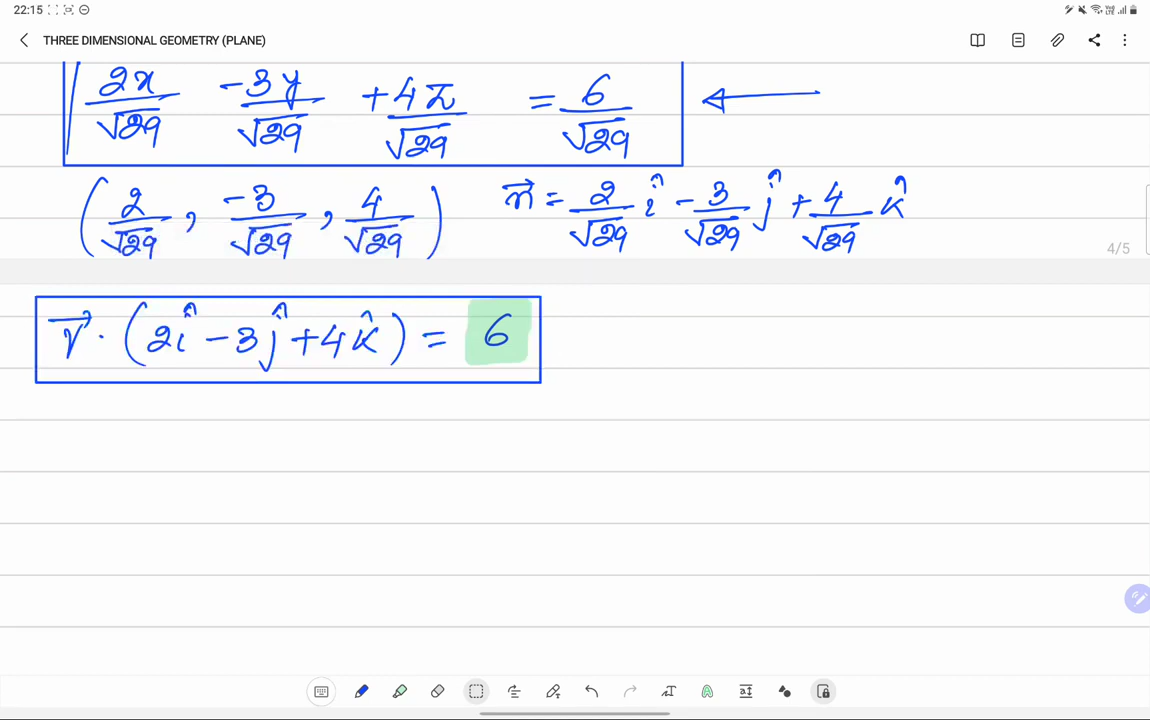 22:15
THREE DIMENSIONAL GEOMETRY (PLANE)
2x/√29 -3y/√29 +4z/√29 = 6/√29
(2/√29, -3/√29, 4/√29) n⃗ = 2/√29 î - 3/√29 ĵ + 4/√29 k̂
4/5
r⃗ · (2î - 3ĵ + 4k̂) = 6